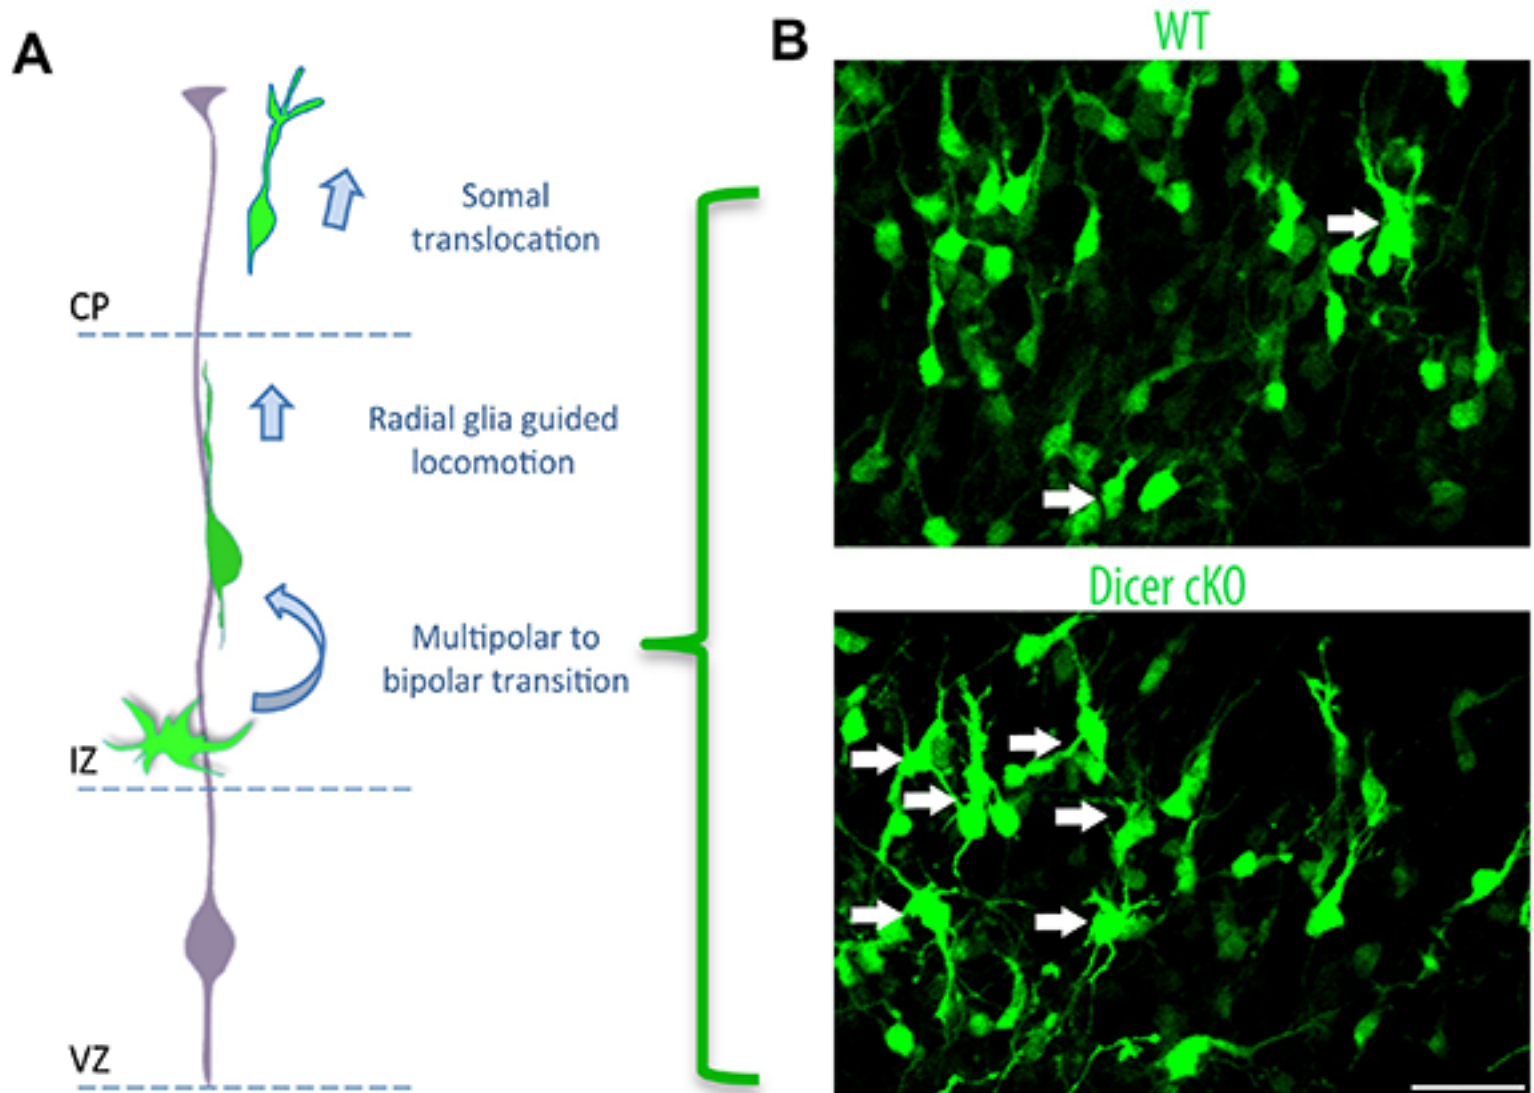 A
Somal
translocation
CP
Radial glia guided
locomotion
Multipolar to
bipolar transition
IZ
VZ
B
WT
Dicer cKO